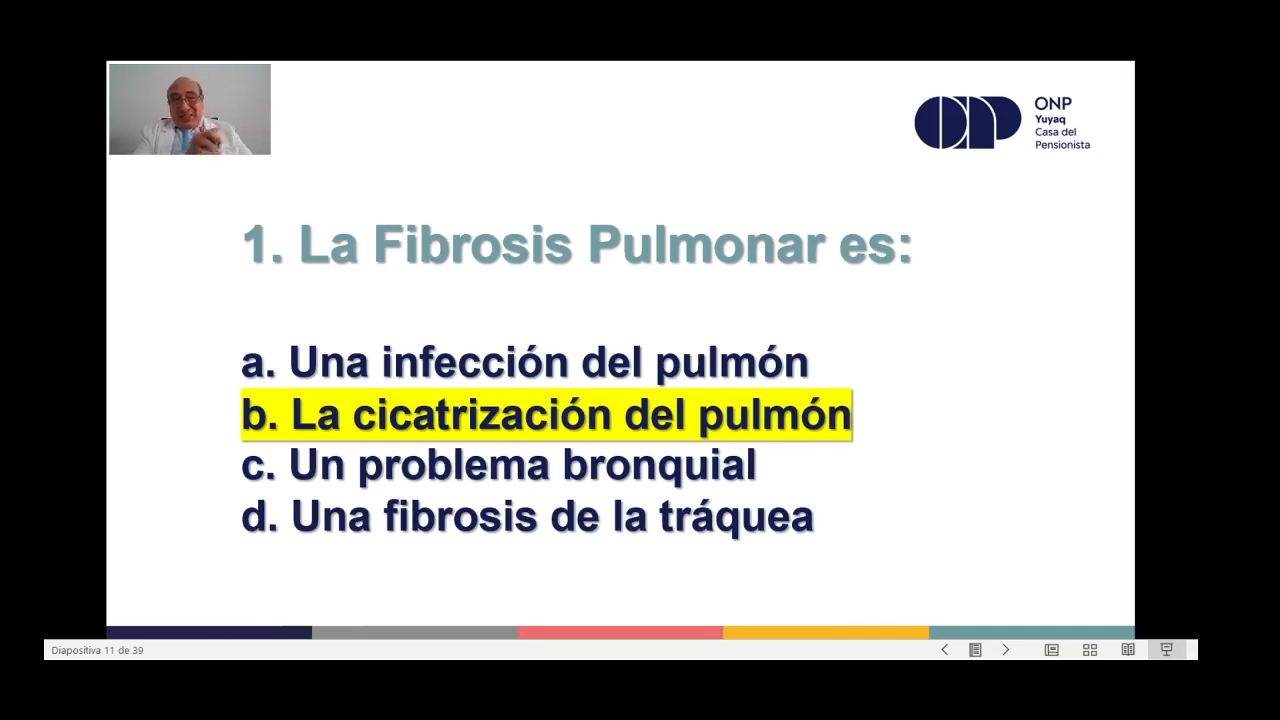 ONP
Yuyaq
Casa del
Pensionista
1. La Fibrosis Pulmonar es:
a. Una infección del pulmón
b. La cicatrización del pulmón
c. Un problema bronquial
d. Una fibrosis de la tráquea
Diapositiva 11 de 39